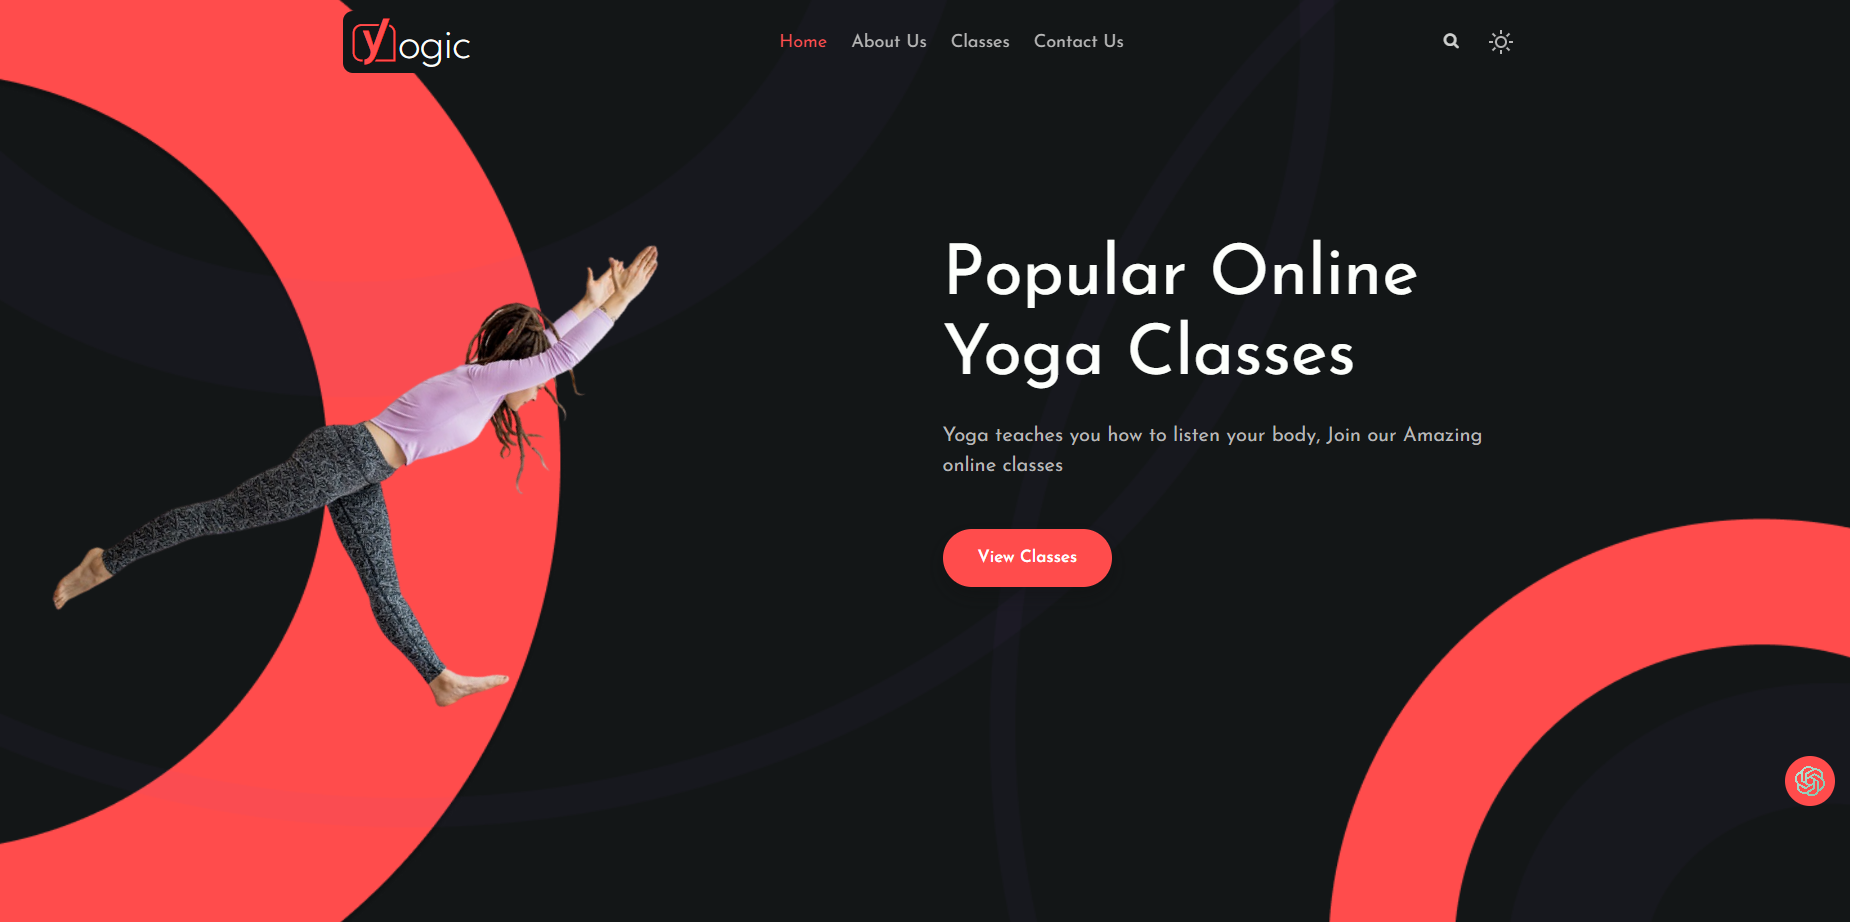 ylogic
Home About Us Classes Contact Us
Popular Online
Yoga Classes
Yoga teaches you how to listen your body, Join our Amazing
online classes
View Classes